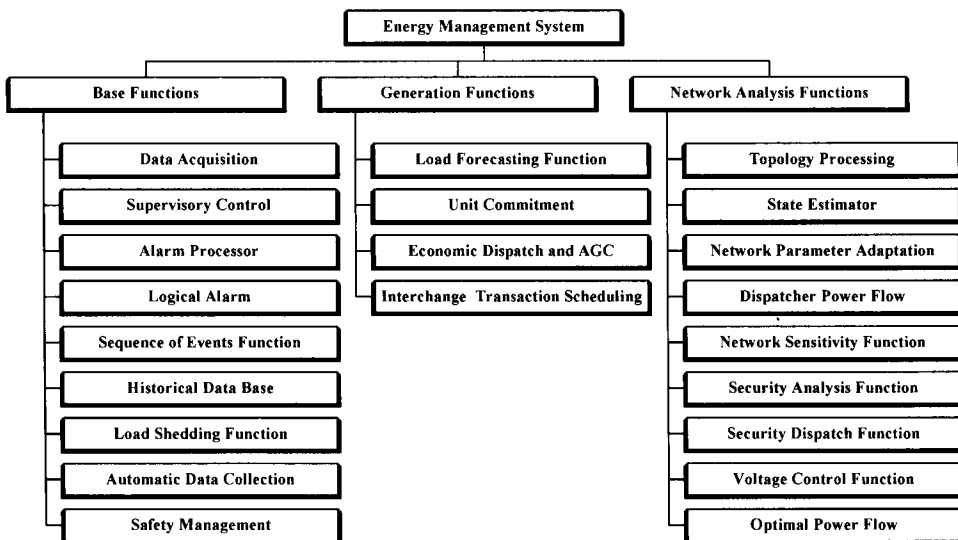 Energy Management System
Base Functions
Generation Functions
Network Analysis Functions
Data Acquisition
Supervisory Control
Alarm Processor
Logical Alarm
Sequence of Events Function
Historical Data Base
Load Shedding Function
Automatic Data Collection
Safety Management
Load Forecasting Function
Unit Commitment
Economic Dispatch and AGC
Interchange Transaction Scheduling
Topology Processing
State Estimator
Network Parameter Adaptation
Dispatcher Power Flow
Network Sensitivity Function
Security Analysis Function
Security Dispatch Function
Voltage Control Function
Optimal Power Flow